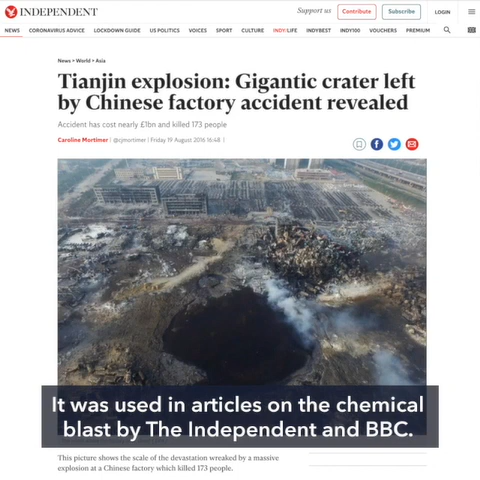 INDEPENDENT
Support us
Contribute
Subscribe
LOGIN
NEWS CORONAVIRUS ADVICE LOCKDOWN GUIDE US POLITICS VOICES SPORT CULTURE INDY/LIFE INDYBEST INDY100 VOUCHERS PREMIUM
News > World > Asia
Tianjin explosion: Gigantic crater left
by Chinese factory accident revealed
Accident has cost nearly £1bn and killed 173 people
Caroline Mortimer | @cjmortimer | Friday 19 August 2016 16:48 |
It was used in articles on the chemical
blast by The Independent and BBC.
This picture shows the scale of the devastation wreaked by a massive
explosion at a Chinese factory which killed 173 people.